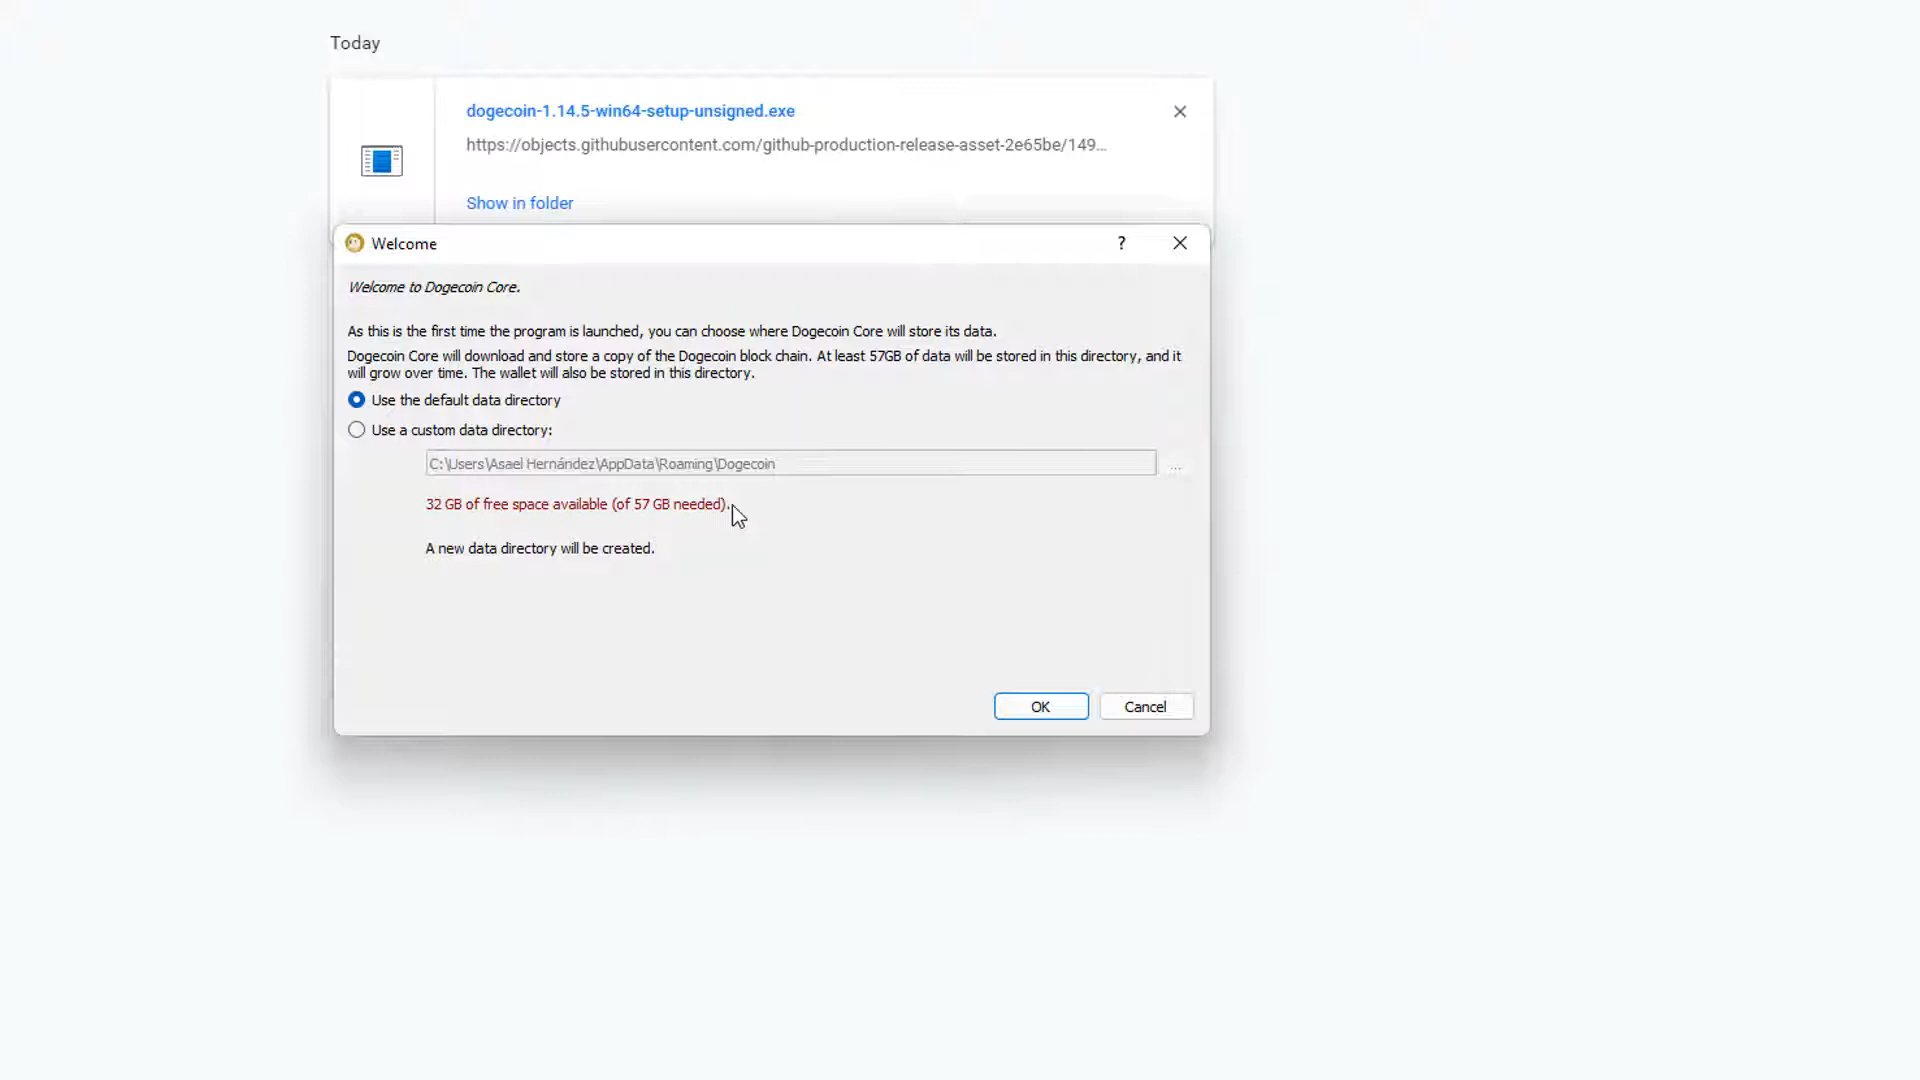 Today
dogecoin-1.14.5-win64-setup-unsigned.exe
https://objects.githubusercontent.com/github-production-release-asset-2e65be/149...
Show in folder
Welcome
?
Welcome to Dogecoin Core.
As this is the first time the program is launched, you can choose where Dogecoin Core will store its data.
Dogecoin Core will download and store a copy of the Dogecoin block chain. At least 57GB of data will be stored in this directory, and it
will grow over time. The wallet will also be stored in this directory.
Use the default data directory
Use a custom data directory:
C:\Users\Asael Hernández\AppData\Roaming\Dogecoin
...
32 GB of free space available (of 57 GB needed).
A new data directory will be created.
OK
Cancel